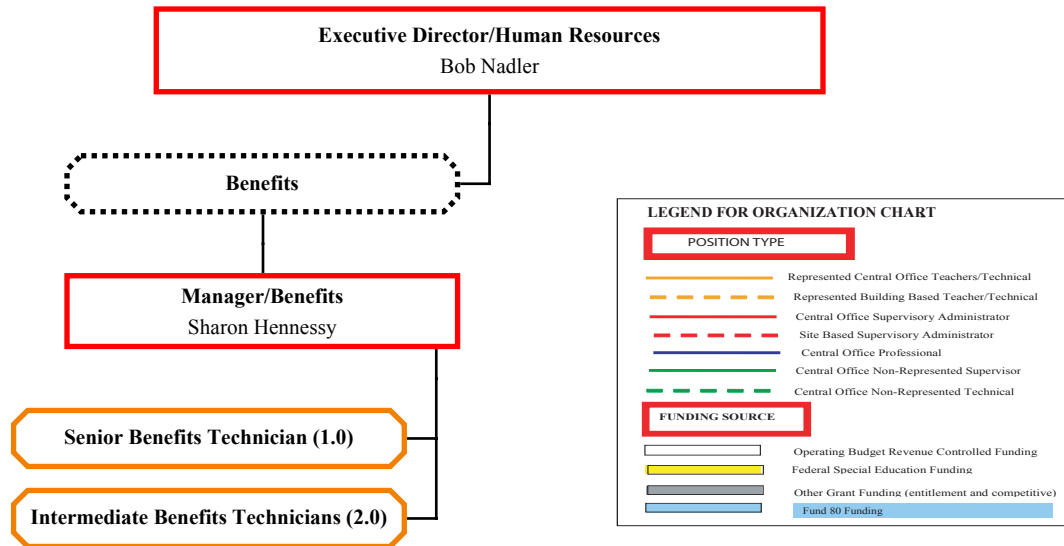 Executive Director/Human Resources
Bob Nadler
Benefits
Manager/Benefits
Sharon Hennessy
Senior Benefits Technician (1.0)
Intermediate Benefits Technicians (2.0)
LEGEND FOR ORGANIZATION CHART
POSITION TYPE
Represented Central Office Teachers/Technical
Represented Building Based Teacher/Technical
Central Office Supervisory Administrator
Site Based Supervisory Administrator
Central Office Professional
Central Office Non-Represented Supervisor
Central Office Non-Represented Technical
FUNDING SOURCE
Operating Budget Revenue Controlled Funding
Federal Special Education Funding
Other Grant Funding (entitlement and competitive)
Fund 80 Funding